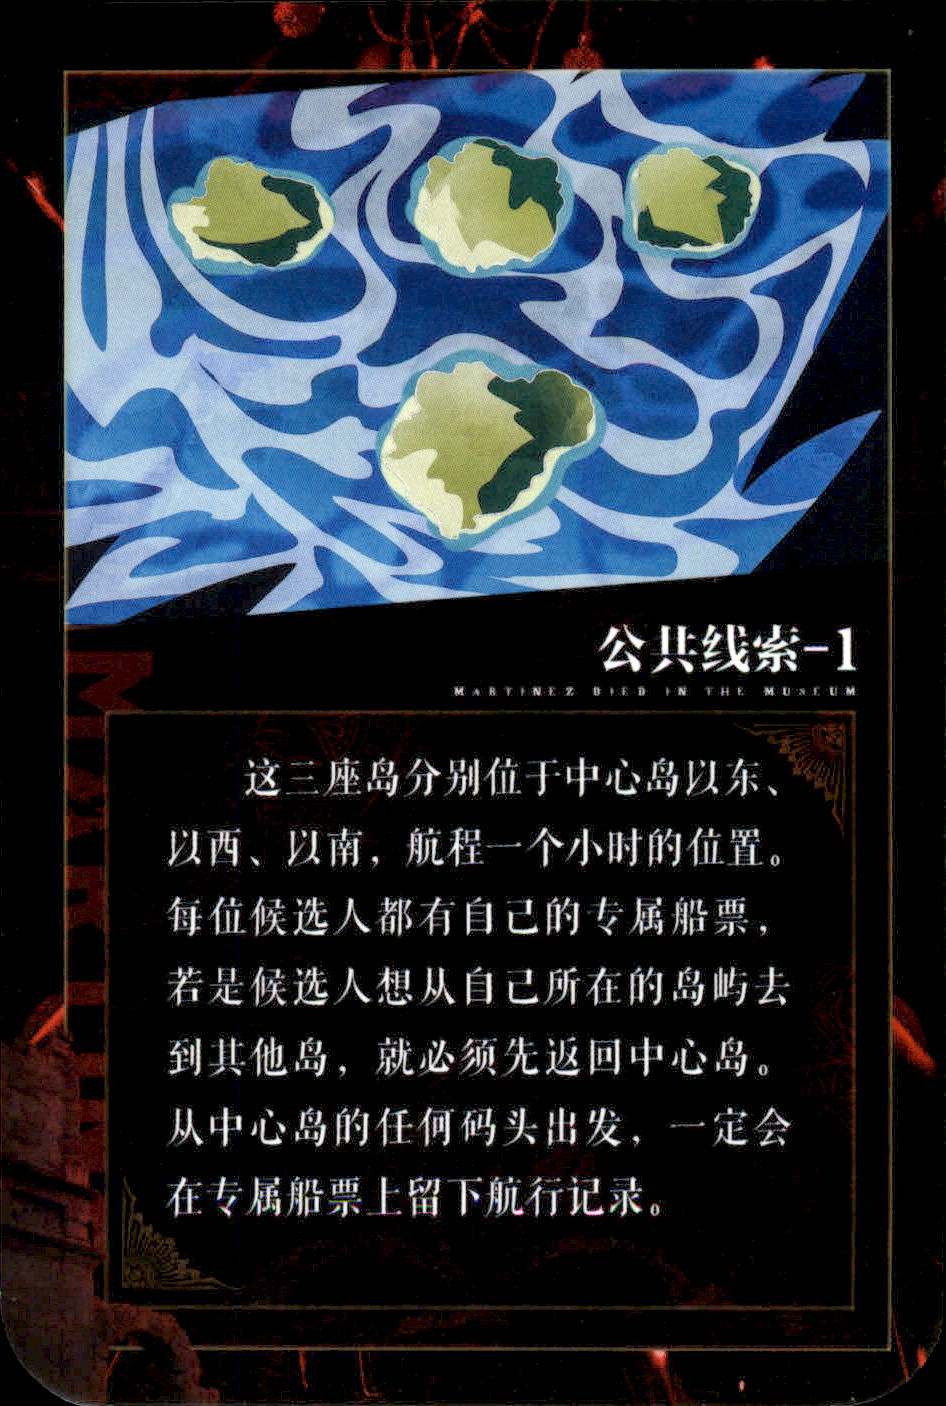 公共线索-1
MARTINEZ DIED IN THE MUSEUM
这三座岛分别位于中心岛以东、
以西、以南，航程一个小时的位置。
每位候选人都有自己的专属船票，
若是候选人想从自己所在的岛屿去
到其他岛，就必须先返回中心岛。
从中心岛的任何码头出发，一定会
在专属船票上留下航行记录。